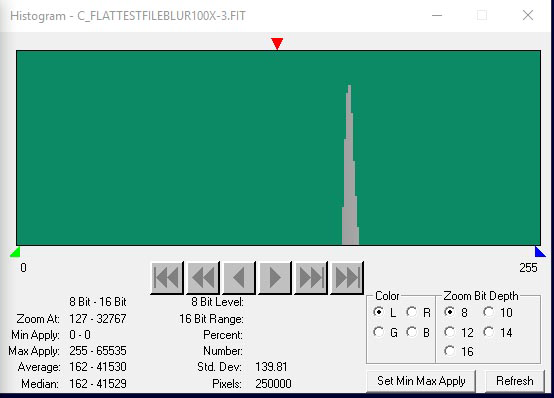 Histogram - C_FLATTESTFILEBLUR100X-3.FIT
0 255
8 Bit - 16 Bit 8 Bit Level:
Zoom At: 127 - 32767 16 Bit Range:
Min Apply: 0 - 0 Percent:
Max Apply: 255 - 65535 Number:
Average: 162 - 41530 Std. Dev: 139.81
Median: 162 - 41529 Pixels: 250000
Color Zoom Bit Depth
L R 8 10
G B 12 14
16
Set Min Max Apply Refresh